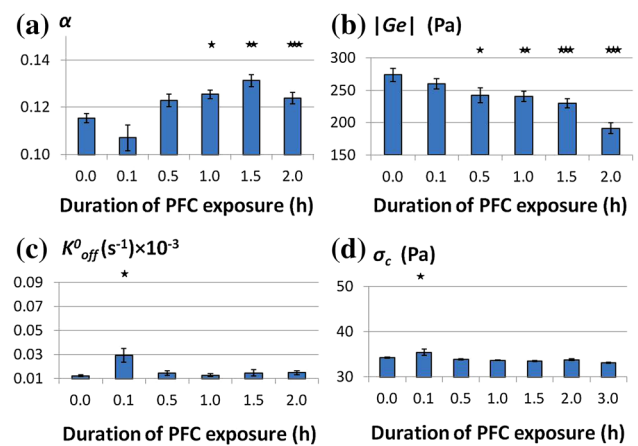 (a) α
★ ★★ ★★★
0.14
0.12
0.10
0.0 0.1 0.5 1.0 1.5 2.0
Duration of PFC exposure (h)
(b) |Ge| (Pa)
★ ★★ ★★★ ★★★
300
250
200
150
0.0 0.1 0.5 1.0 1.5 2.0
Duration of PFC exposure (h)
(c) K⁰off (s⁻¹)×10⁻³
★
0.09
0.07
0.05
0.03
0.01
0.0 0.1 0.5 1.0 1.5 2.0
Duration of PFC exposure (h)
(d) σc (Pa)
★
50
40
30
0.0 0.1 0.5 1.0 1.5 2.0 3.0
Duration of PFC exposure (h)